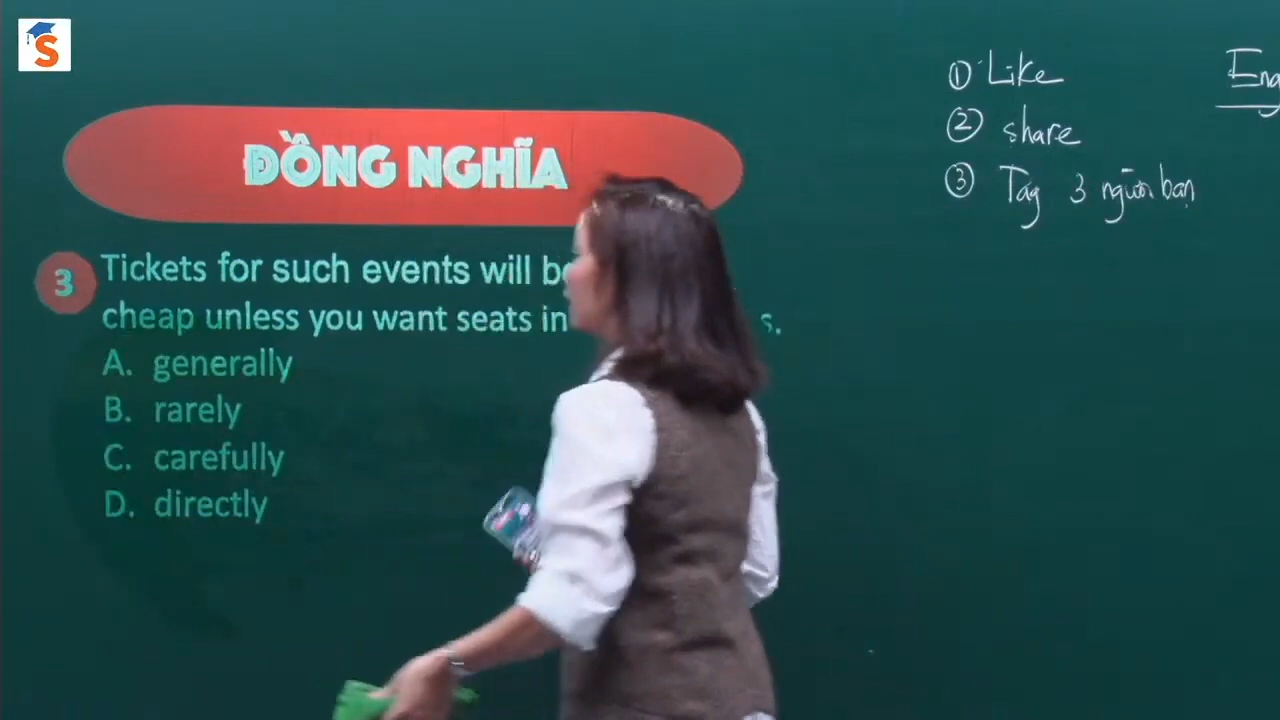 S
ĐỒNG NGHĨA
3 Tickets for such events will be
cheap unless you want seats in s.
A. generally
B. rarely
C. carefully
D. directly
① Like
② share
③ Tag 3 người bạn
Eng